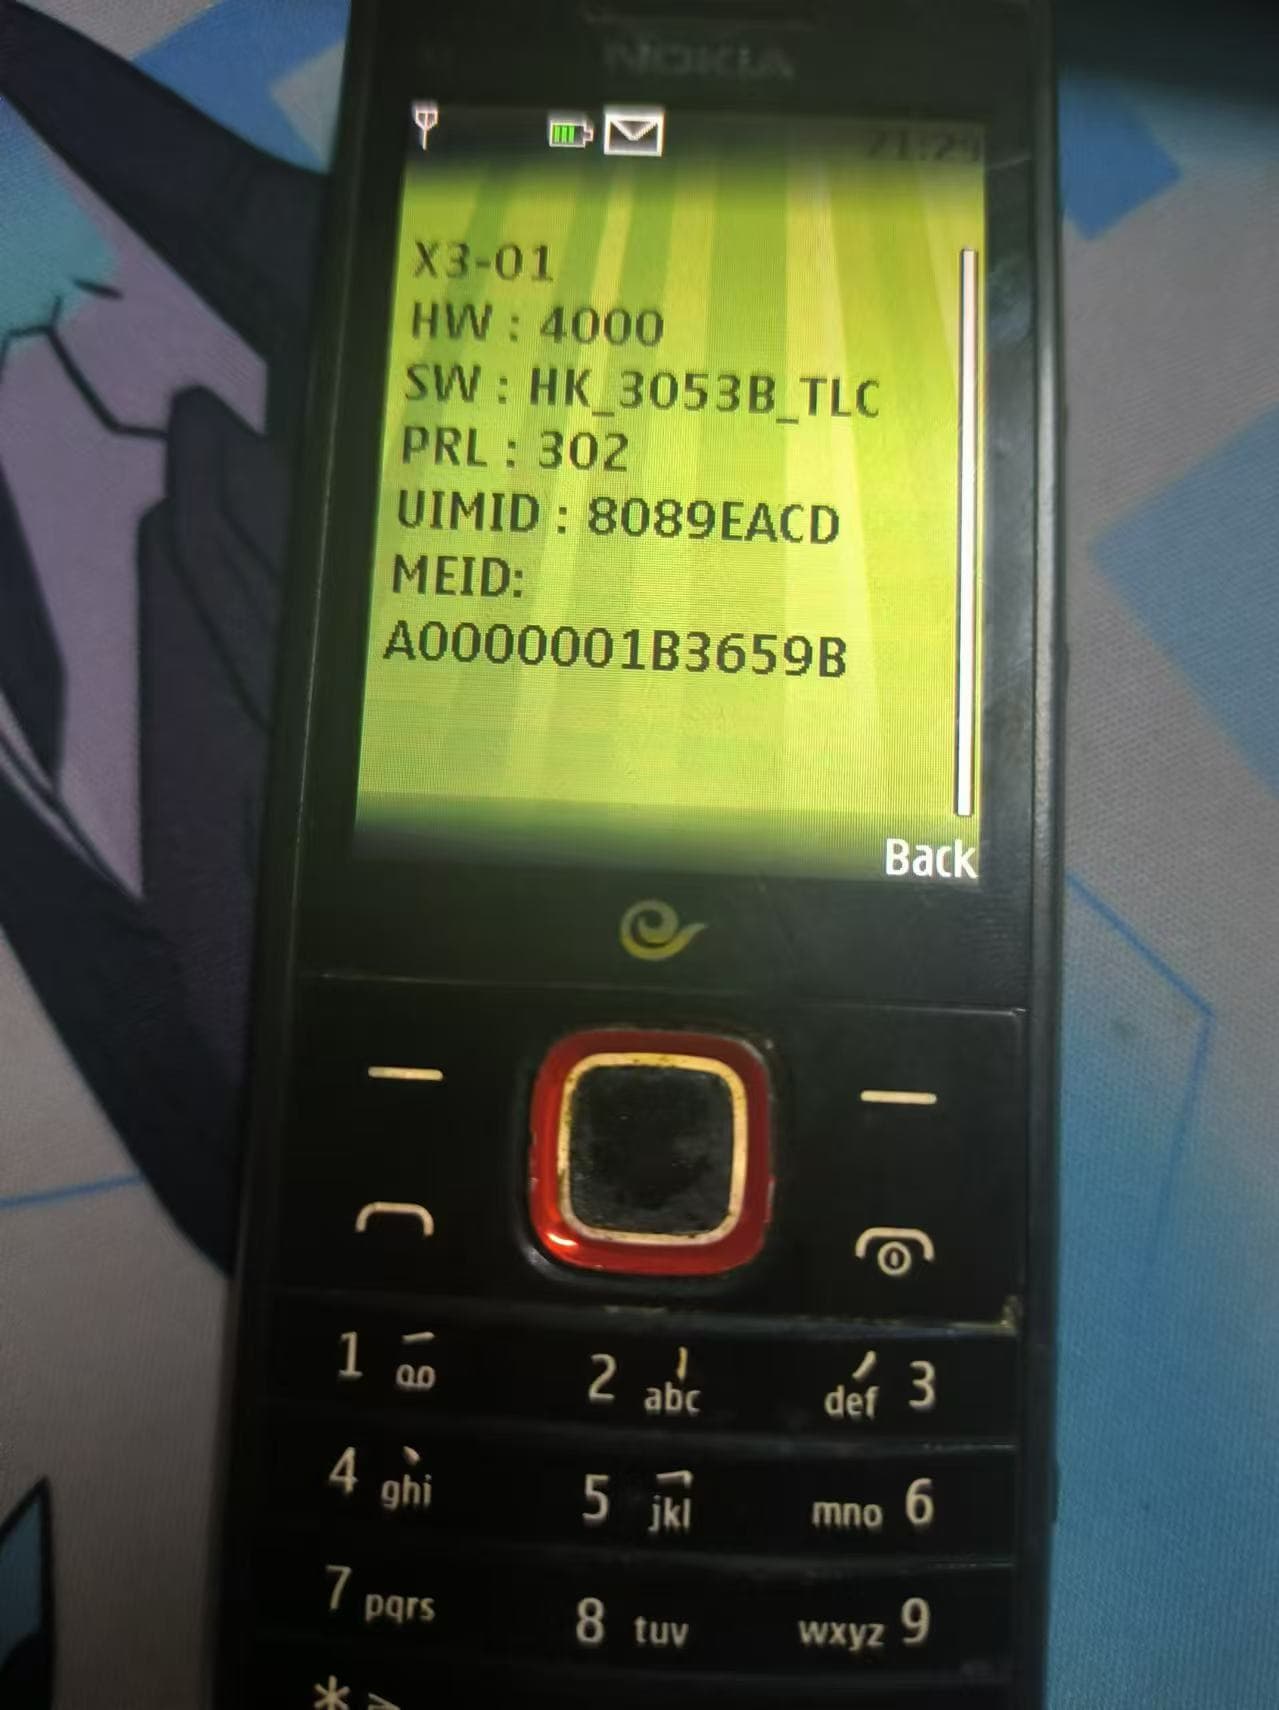 NOKIA
21:29
X3-01
HW : 4000
SW : HK_3053B_TLC
PRL : 302
UIMID : 8089EACD
MEID:
A0000001B3659B
Back
1
2 abc
def 3
4 ghi
5 jkl
mno 6
7 pqrs
8 tuv
wxyz 9
*